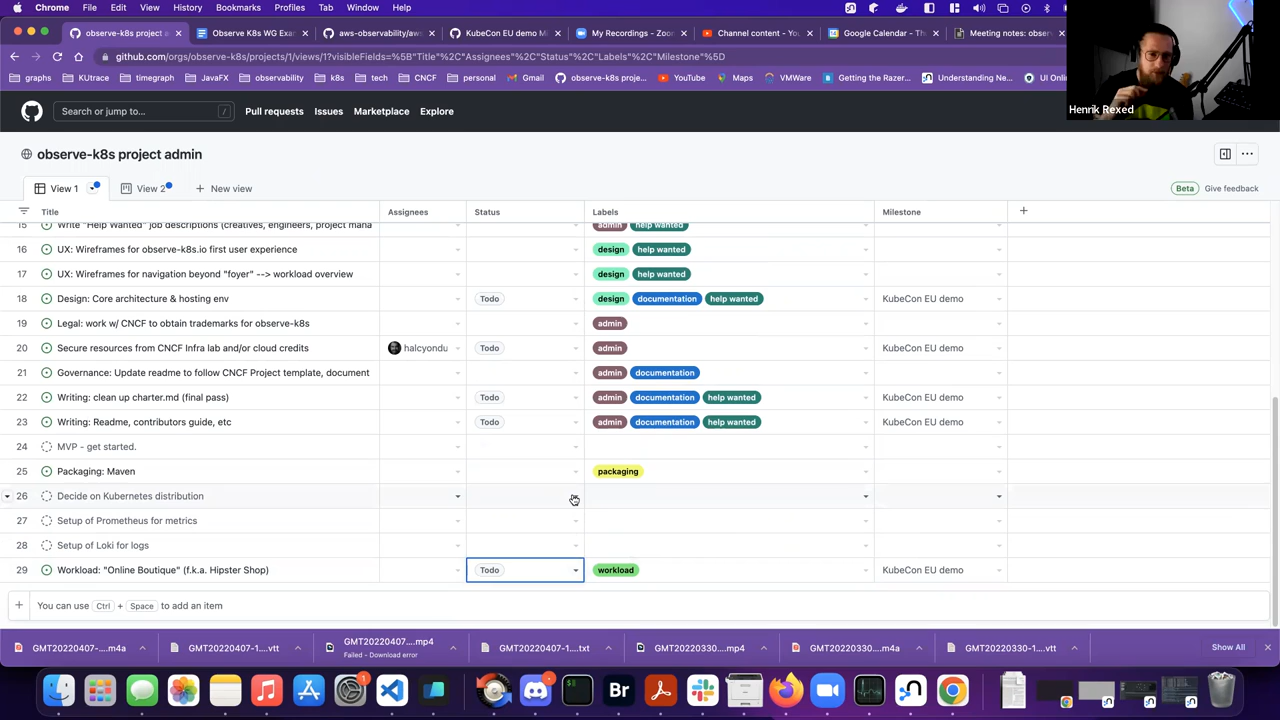 Chrome File Edit View History Bookmarks Profiles Tab Window Help
observe-k8s project a
Observe K8s WG Exam
aws-observability/aws
KubeCon EU demo M
My Recordings - Zoo
Channel content - Yo
Google Calendar - Th
Meeting notes: obser
github.com/orgs/observe-k8s/projects/1/views/1?visibleFields=%5B"Title"%2C"Assignees"%2C"Status"%2C"Labels"%2C"Milestone"%5D
graphs KUtrace timegraph JavaFX observability k8s tech CNCF personal Gmail observe-k8s proje... YouTube Maps VMWare Getting the Razer... Understanding Ne... UI Onlin
Henrik Rexed
Search or jump to... / Pull requests Issues Marketplace Explore
observe-k8s project admin
View 1 View 2 + New view Beta Give feedback
Title Assignees Status Labels Milestone +
15 Write "Help Wanted" job descriptions (creatives, engineers, project mana admin help wanted
16 UX: Wireframes for observe-k8s.io first user experience design help wanted
17 UX: Wireframes for navigation beyond "foyer" --> workload overview design help wanted
18 Design: Core architecture & hosting env Todo design documentation help wanted KubeCon EU demo
19 Legal: work w/ CNCF to obtain trademarks for observe-k8s admin
20 Secure resources from CNCF Infra lab and/or cloud credits halcyondu Todo admin KubeCon EU demo
21 Governance: Update readme to follow CNCF Project template, document admin documentation
22 Writing: clean up charter.md (final pass) Todo admin documentation help wanted KubeCon EU demo
23 Writing: Readme, contributors guide, etc Todo admin documentation help wanted KubeCon EU demo
24 MVP - get started.
25 Packaging: Maven packaging
26 Decide on Kubernetes distribution
27 Setup of Prometheus for metrics
28 Setup of Loki for logs
29 Workload: "Online Boutique" (f.k.a. Hipster Shop) Todo workload KubeCon EU demo
+ You can use Ctrl + Space to add an item
GMT20220407-....m4a
GMT20220407-1....vtt
GMT20220407....mp4
Failed - Download error
GMT20220407-1....txt
GMT20220330....mp4
GMT20220330....m4a
GMT20220330-1....vtt
Show All
1
Br